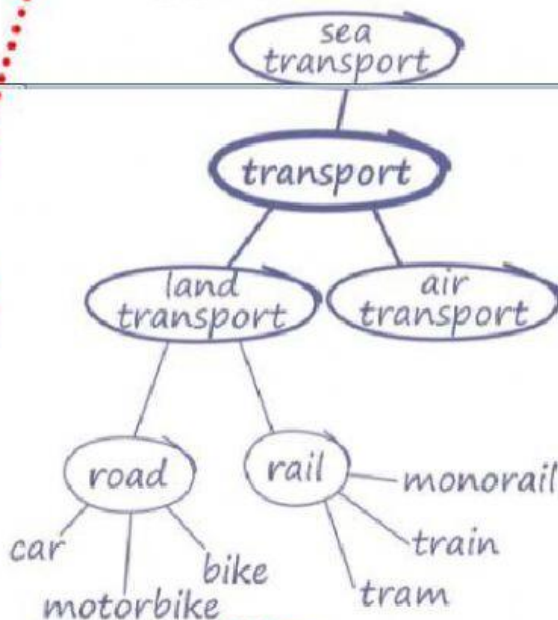 sea
transport
transport
land
transport
air
transport
road
rail
monorail
car
bike
motorbike
train
tram